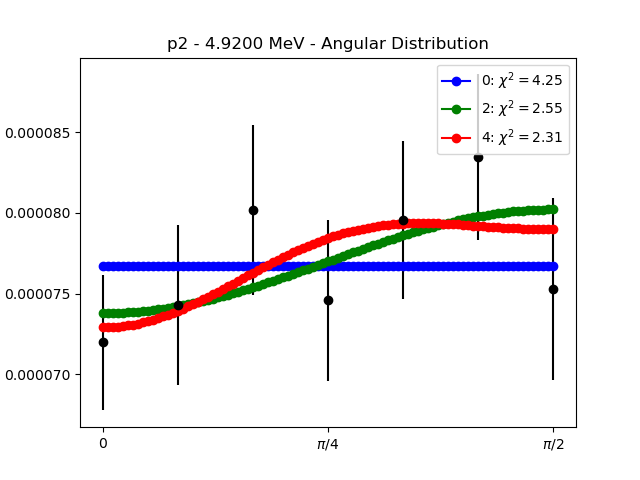 p2 - 4.9200 MeV - Angular Distribution
0: χ² = 4.25
2: χ² = 2.55
4: χ² = 2.31
0.000085
0.000080
0.000075
0.000070
0
π/4
π/2